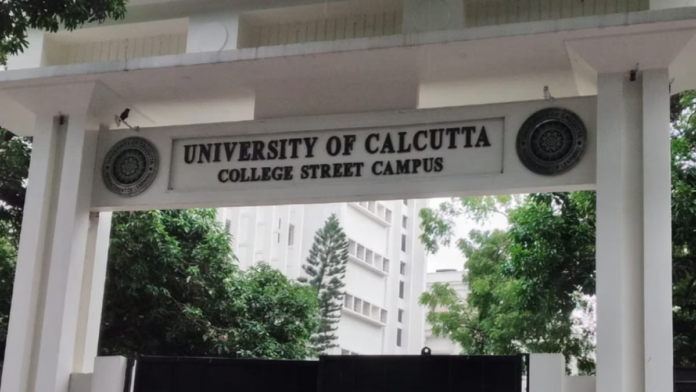 UNIVERSITY OF CALCUTTA
COLLEGE STREET CAMPUS